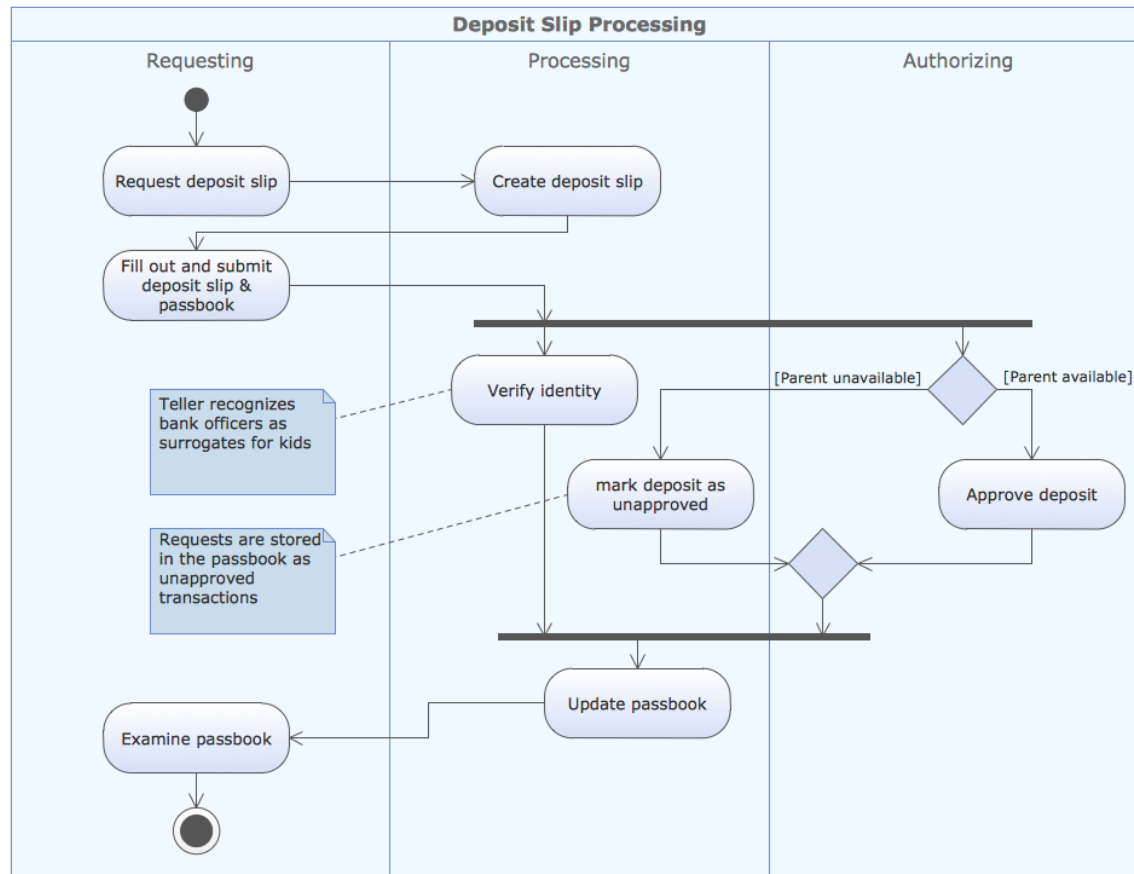 Deposit Slip Processing
Requesting
Processing
Authorizing
Request deposit slip
Create deposit slip
Fill out and submit
deposit slip &
passbook
Verify identity
[Parent unavailable]
[Parent available]
Teller recognizes
bank officers as
surrogates for kids
mark deposit as
unapproved
Approve deposit
Requests are stored
in the passbook as
unapproved
transactions
Update passbook
Examine passbook